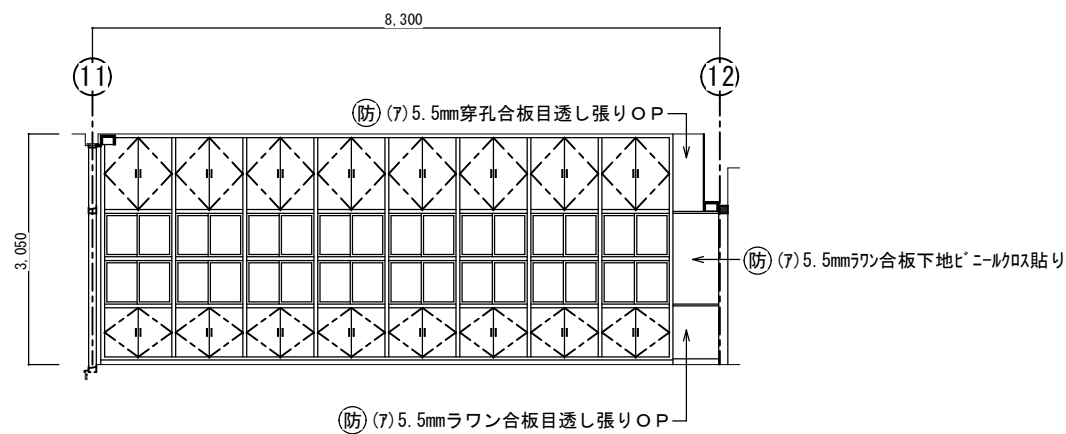 8,300
11
12
防 (ｱ)5.5mm穿孔合板目透し張りＯＰ
3,050
防 (ｱ)5.5mmﾗﾜﾝ合板下地ﾋﾞﾆｰﾙｸﾛｽ貼り
防 (ｱ)5.5mmラワン合板目透し張りＯＰ